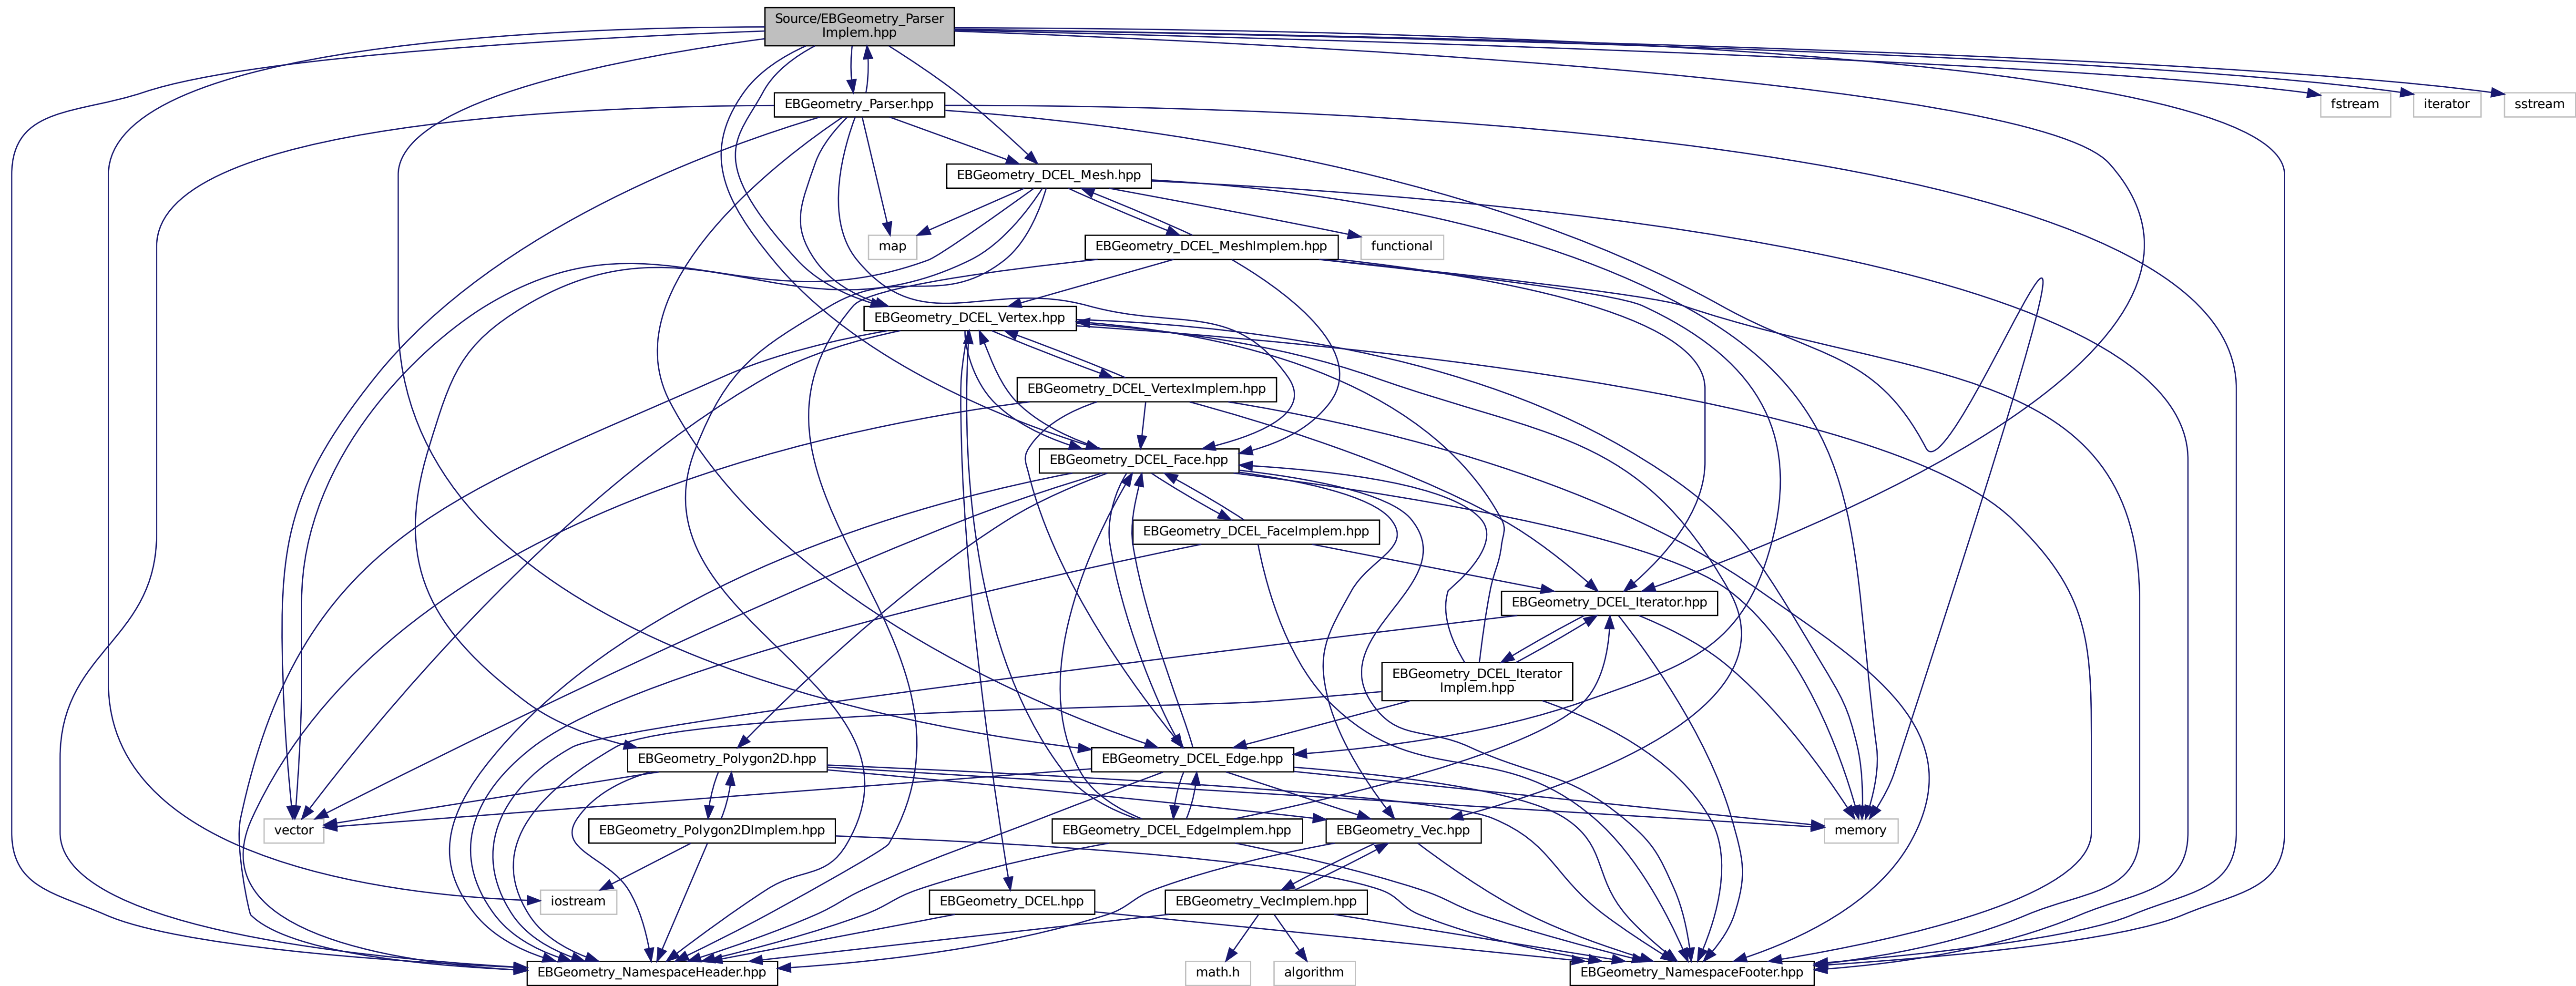 Source/EBGeometry_Parser
Implem.hpp
EBGeometry_Parser.hpp
fstream
iterator
sstream
EBGeometry_DCEL_Mesh.hpp
map
EBGeometry_DCEL_MeshImplem.hpp
functional
EBGeometry_DCEL_Vertex.hpp
EBGeometry_DCEL_VertexImplem.hpp
EBGeometry_DCEL_Face.hpp
EBGeometry_DCEL_FaceImplem.hpp
EBGeometry_DCEL_Iterator.hpp
EBGeometry_DCEL_Iterator
Implem.hpp
EBGeometry_Polygon2D.hpp
EBGeometry_DCEL_Edge.hpp
vector
EBGeometry_Polygon2DImplem.hpp
EBGeometry_DCEL_EdgeImplem.hpp
EBGeometry_Vec.hpp
memory
iostream
EBGeometry_DCEL.hpp
EBGeometry_VecImplem.hpp
EBGeometry_NamespaceHeader.hpp
math.h
algorithm
EBGeometry_NamespaceFooter.hpp